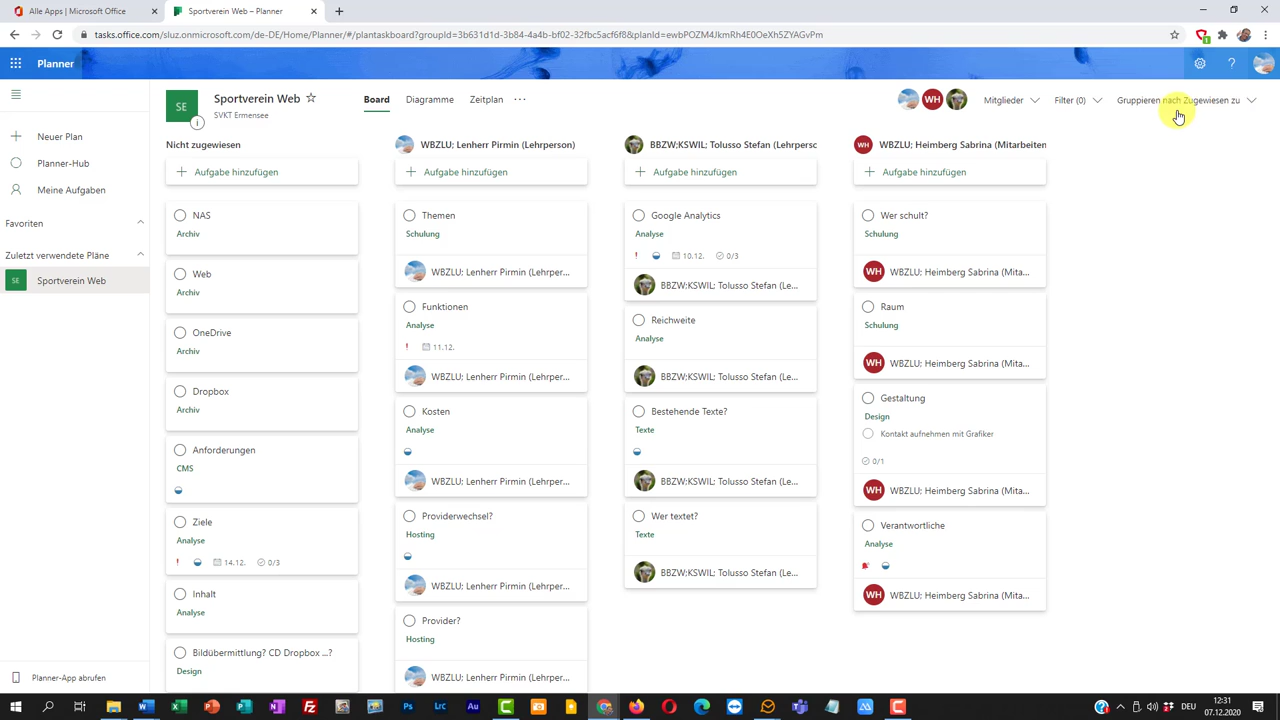 Alle Apps | Microsoft Office
Sportverein Web – Planner
tasks.office.com/sluz.onmicrosoft.com/de-DE/Home/Planner/#/plantaskboard?groupId=3b631d1d-3b84-4a4b-bf02-32fbc5acf6f8&planId=ewbPOZM4JkmRh4E0OeXh5ZYAGvPm
Planner
SE
Sportverein Web
SVKT Ermensee
Board
Diagramme
Zeitplan
WH
Mitglieder
Filter (0)
Gruppieren nach Zugewiesen zu
Neuer Plan
Planner-Hub
Meine Aufgaben
Favoriten
Zuletzt verwendete Pläne
SE
Sportverein Web
Planner-App abrufen
Nicht zugewiesen
Aufgabe hinzufügen
NAS
Archiv
Web
Archiv
OneDrive
Archiv
Dropbox
Archiv
Anforderungen
CMS
Ziele
Analyse
14.12. 0/3
Inhalt
Analyse
Bildübermittlung? CD Dropbox ...?
Design
WBZLU; Lenherr Pirmin (Lehrperson)
Aufgabe hinzufügen
Themen
Schulung
WBZLU; Lenherr Pirmin (Lehrper...
Funktionen
Analyse
11.12.
WBZLU; Lenherr Pirmin (Lehrper...
Kosten
Analyse
WBZLU; Lenherr Pirmin (Lehrper...
Providerwechsel?
Hosting
WBZLU; Lenherr Pirmin (Lehrper...
Provider?
Hosting
WBZLU; Lenherr Pirmin (Lehrper...
BBZW;KSWIL; Tolusso Stefan (Lehrpersc
Aufgabe hinzufügen
Google Analytics
Analyse
10.12. 0/3
BBZW;KSWIL; Tolusso Stefan (Le...
Reichweite
Analyse
BBZW;KSWIL; Tolusso Stefan (Le...
Bestehende Texte?
Texte
BBZW;KSWIL; Tolusso Stefan (Le...
Wer textet?
Texte
BBZW;KSWIL; Tolusso Stefan (Le...
WH WBZLU; Heimberg Sabrina (Mitarbeiten
Aufgabe hinzufügen
Wer schult?
Schulung
WH WBZLU; Heimberg Sabrina (Mita...
Raum
Schulung
WH WBZLU; Heimberg Sabrina (Mita...
Gestaltung
Design
Kontakt aufnehmen mit Grafiker
0/1
WH WBZLU; Heimberg Sabrina (Mita...
Verantwortliche
Analyse
WH WBZLU; Heimberg Sabrina (Mita...
DEU
12:31
07.12.2020